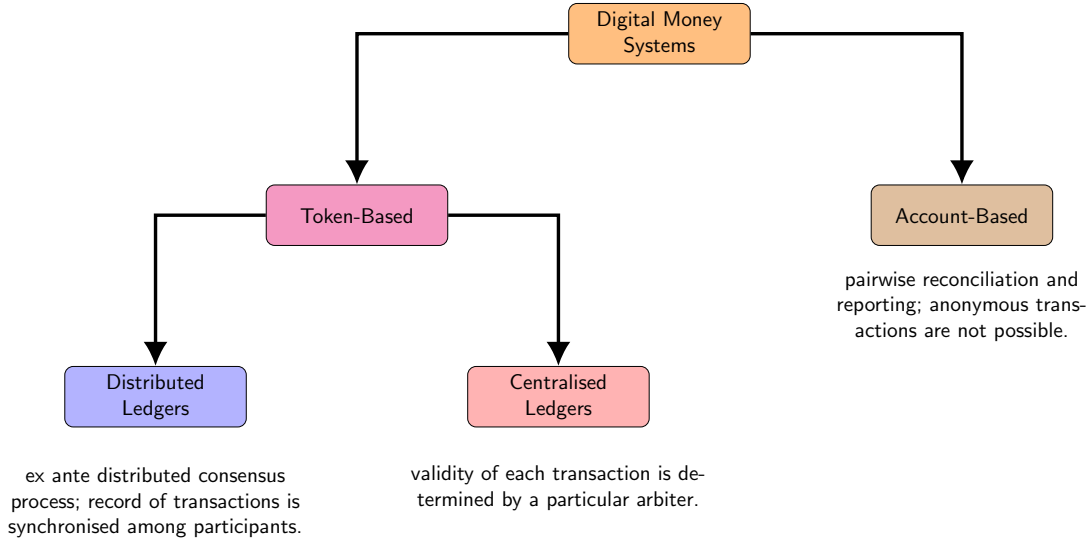 Digital Money
Systems
Token-Based
Account-Based
pairwise reconciliation and
reporting; anonymous trans-
actions are not possible.
Distributed
Ledgers
Centralised
Ledgers
ex ante distributed consensus
process; record of transactions is
synchronised among participants.
validity of each transaction is de-
termined by a particular arbiter.